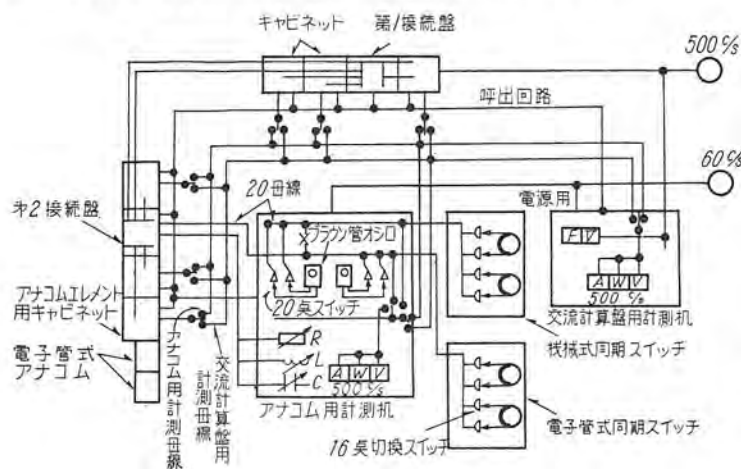 キャビネット
第1接続盤
500 c/s
呼出回路
60 c/s
20母線
電源用
才2接続盤
ブラウン管オシロ
F V
A W V
500 c/s
交流計算盤用計測机
アナコムエレメント
用キャビネット
20点スイッチ
機械式同期スイッチ
電子管式
アナコム
アナコム用計測母線
交流計算盤用
計測母線
R
L
C
A W V
500 c/s
アナコム用計測机
16点切換スイッチ
電子管式同期スイッチ